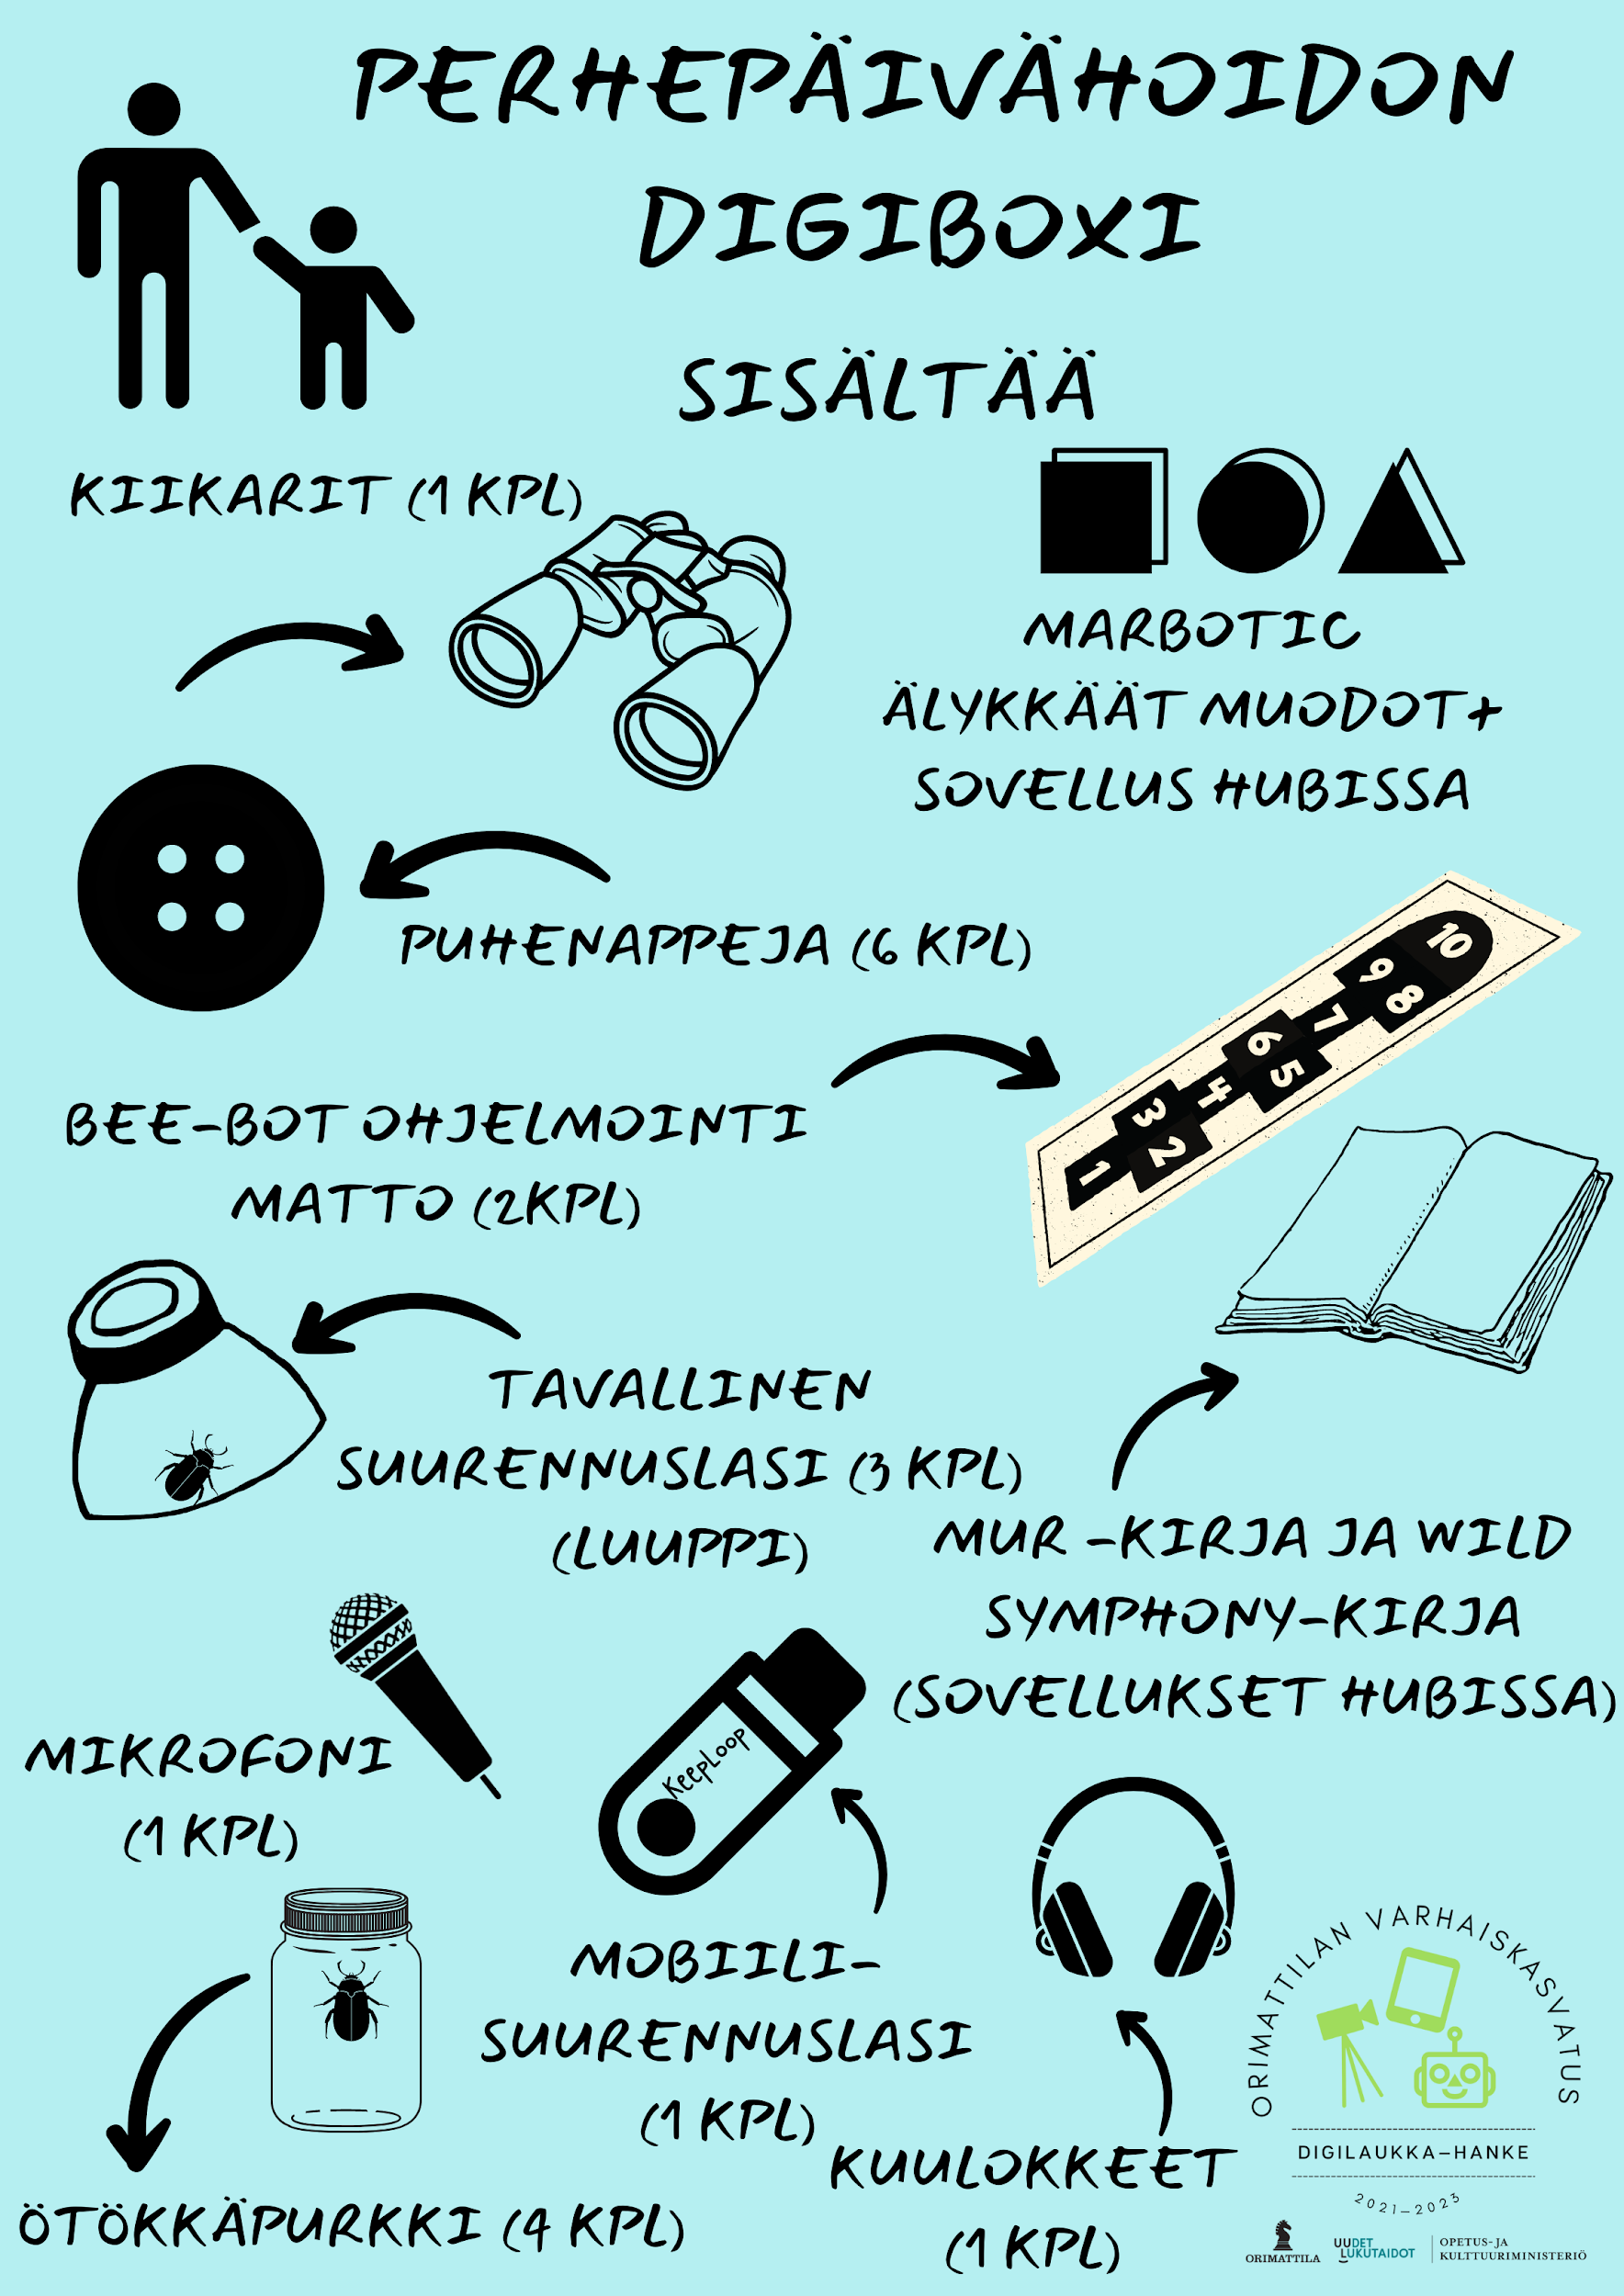 PERHEPÄIVÄHOIDON
DIGIBOXI
SISÄLTÄÄ
KIIKARIT (1 KPL)
MARBOTIC
ÄLYKKÄÄT MUODOT+
SOVELLUS HUBISSA
PUHENAPPEJA (6 KPL)
10
9 8
7
6 5
4
3 2
1
BEE-BOT OHJELMOINTI
MATTO (2KPL)
TAVALLINEN
SUURENNUSLASI (3 KPL)
(LUUPPI)
MUR -KIRJA JA WILD
SYMPHONY-KIRJA
(SOVELLUKSET HUBISSA)
MIKROFONI
(1 KPL)
KeepLoop
MOBIILI-
SUURENNUSLASI
(1 KPL)
KUULOKKEET
(1 KPL)
ÖTÖKKÄPURKKI (4 KPL)
ORIMATTILAN VARHAISKASVATUS
DIGILAUKKA-HANKE
2021-2023
ORIMATTILA
UUDET
LUKUTAIDOT
OPETUS- JA
KULTTUURIMINISTERIÖ